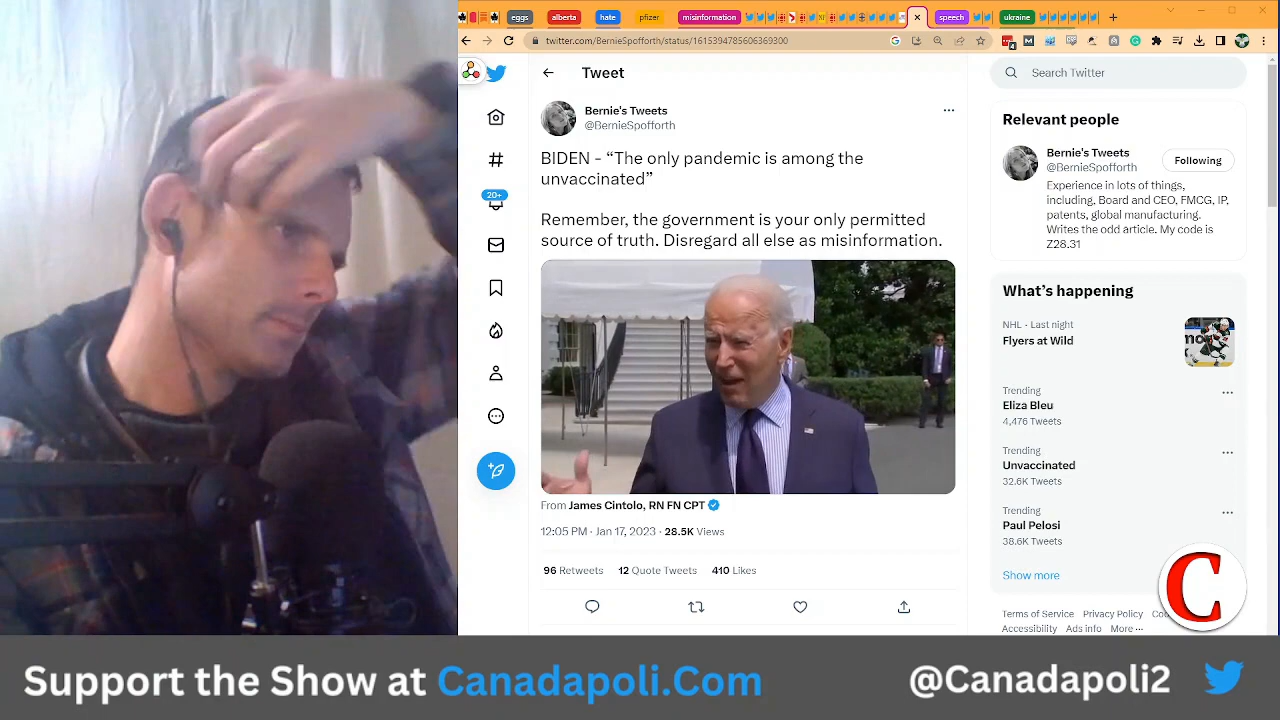 eggs
alberta
hate
pfizer
misinformation
speech
ukraine
twitter.com/BernieSpofforth/status/1615394785606369300
Tweet
Search Twitter
Bernie's Tweets
@BernieSpofforth
BIDEN - “The only pandemic is among the
unvaccinated”
Remember, the government is your only permitted
source of truth. Disregard all else as misinformation.
From James Cintolo, RN FN CPT
12:05 PM · Jan 17, 2023 · 28.5K Views
96 Retweets 12 Quote Tweets 410 Likes
20+
Relevant people
Bernie's Tweets
@BernieSpofforth
Following
Experience in lots of things,
including, Board and CEO, FMCG, IP,
patents, global manufacturing.
Writes the odd article. My code is
Z28.31
What’s happening
NHL · Last night
Flyers at Wild
Trending
Eliza Bleu
4,476 Tweets
Trending
Unvaccinated
32.6K Tweets
Trending
Paul Pelosi
38.6K Tweets
Show more
Terms of Service Privacy Policy
Accessibility Ads info More ···
C
Support the Show at Canadapoli.Com
@Canadapoli2